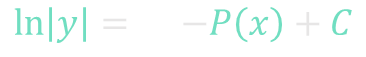 ln|y| = −P(x) + C